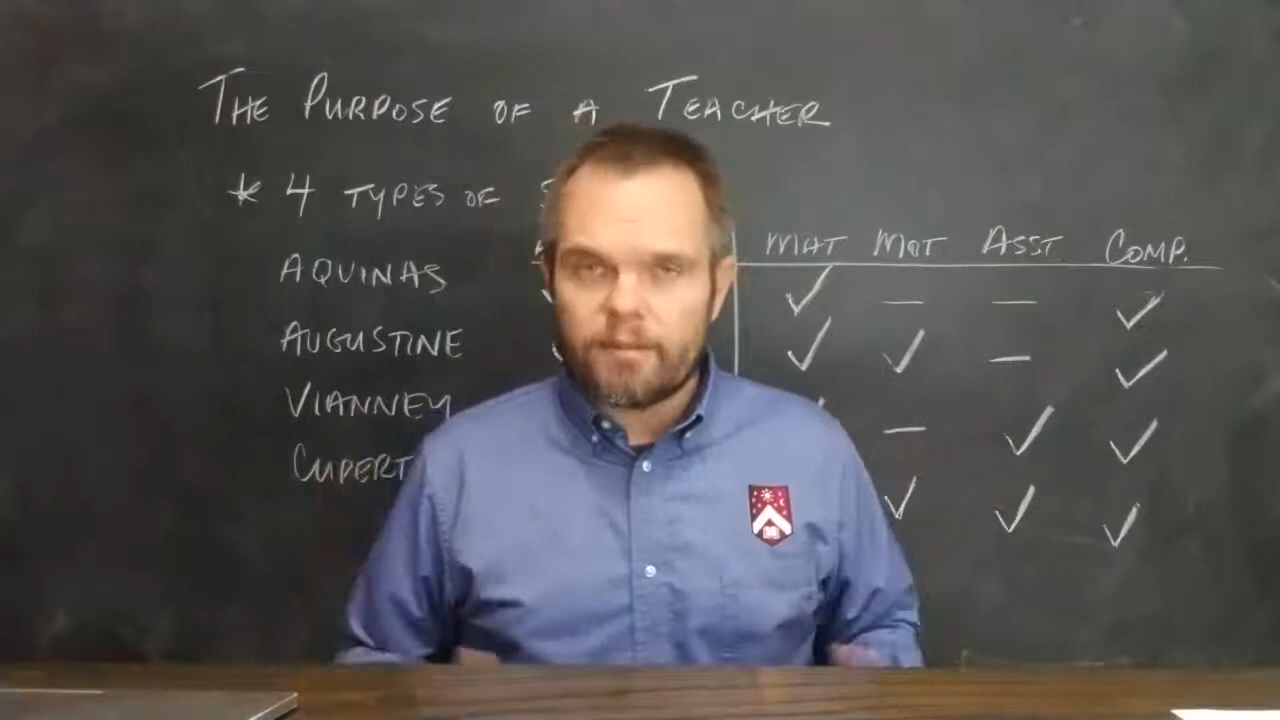 THE PURPOSE OF A TEACHER
* 4 TYPES OF
MAT MOT ASST. COMP.
AQUINAS ✓ — — ✓
AUGUSTINE ✓ ✓ — ✓
VIANNEY — ✓ ✓
✓ ✓ ✓